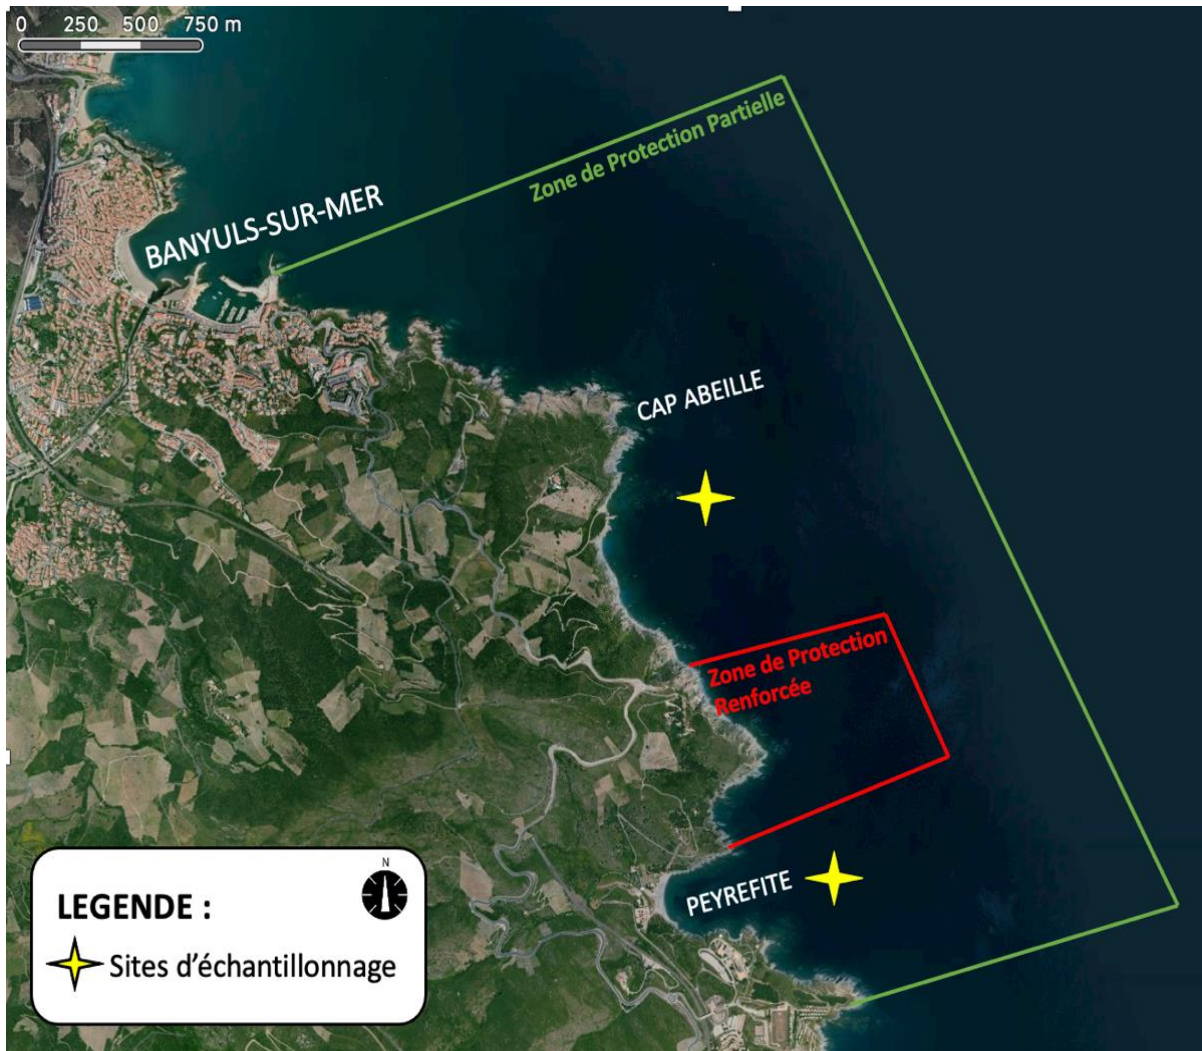 0 250 500 750 m
Zone de Protection Partielle
BANYULS-SUR-MER
CAP ABEILLE
Zone de Protection
Renforcée
PEYREFITE
N
LEGENDE :
Sites d'échantillonnage